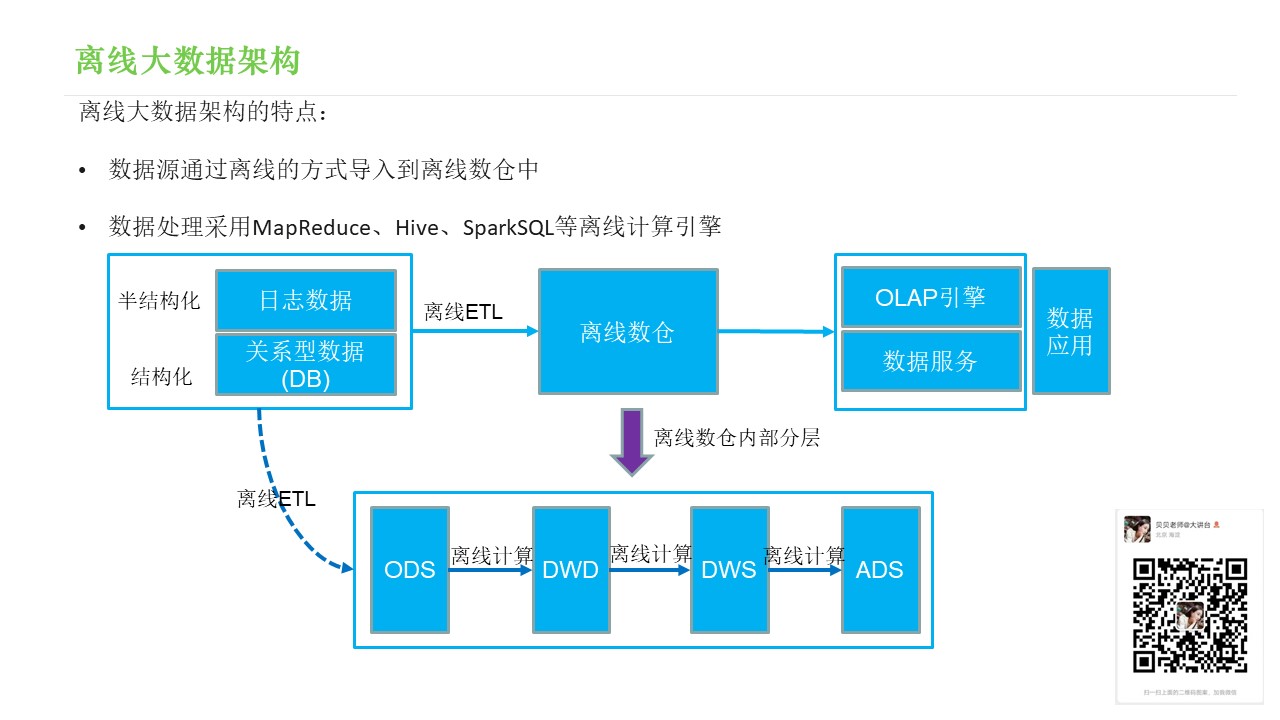 离线大数据架构
离线大数据架构的特点：
• 数据源通过离线的方式导入到离线数仓中
• 数据处理采用MapReduce、Hive、SparkSQL等离线计算引擎
半结构化
日志数据
结构化
关系型数据
(DB)
离线ETL
离线数仓
OLAP引擎
数据服务
数据
应用
离线数仓内部分层
离线ETL
ODS
离线计算
DWD
离线计算
DWS
离线计算
ADS
贝贝老师@大讲台
北京 海淀
扫一扫上面的二维码图案，加我微信